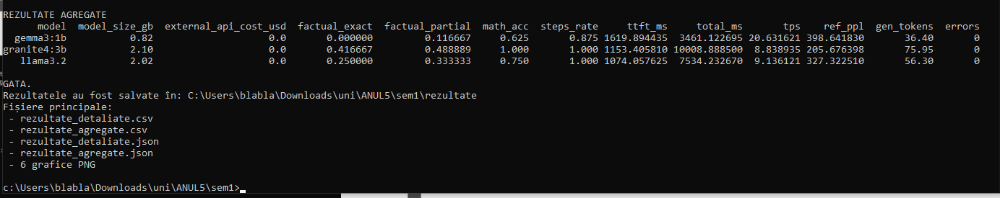 REZULTATE AGREGATE
model model_size_gb external_api_cost_usd factual_exact factual_partial math_acc steps_rate ttft_ms total_ms tps ref_ppl gen_tokens errors
gemma3:1b 0.82 0.0 0.000000 0.116667 0.625 0.875 1619.894435 3461.122695 20.631621 398.641830 36.40 0
granite4:3b 2.10 0.0 0.416667 0.488889 1.000 1.000 1153.405810 10008.888500 8.838935 205.676398 75.95 0
llama3.2 2.02 0.0 0.250000 0.333333 0.750 1.000 1074.057625 7534.232670 9.136121 327.322510 56.30 0
GATA.
Rezultatele au fost salvate în: C:\Users\blabla\Downloads\uni\ANUL5\sem1\rezultate
Fișiere principale:
- rezultate_detaliate.csv
- rezultate_agregate.csv
- rezultate_detaliate.json
- rezultate_agregate.json
- 6 grafice PNG
c:\Users\blabla\Downloads\uni\ANUL5\sem1>